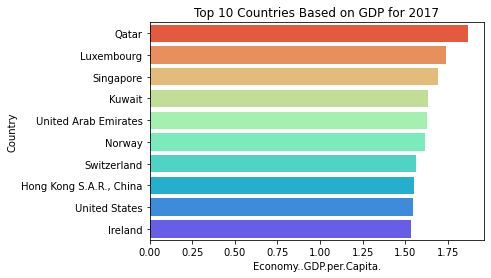 Top 10 Countries Based on GDP for 2017
Country
Qatar
Luxembourg
Singapore
Kuwait
United Arab Emirates
Norway
Switzerland
Hong Kong S.A.R., China
United States
Ireland
0.00 0.25 0.50 0.75 1.00 1.25 1.50 1.75
Economy..GDP.per.Capita.